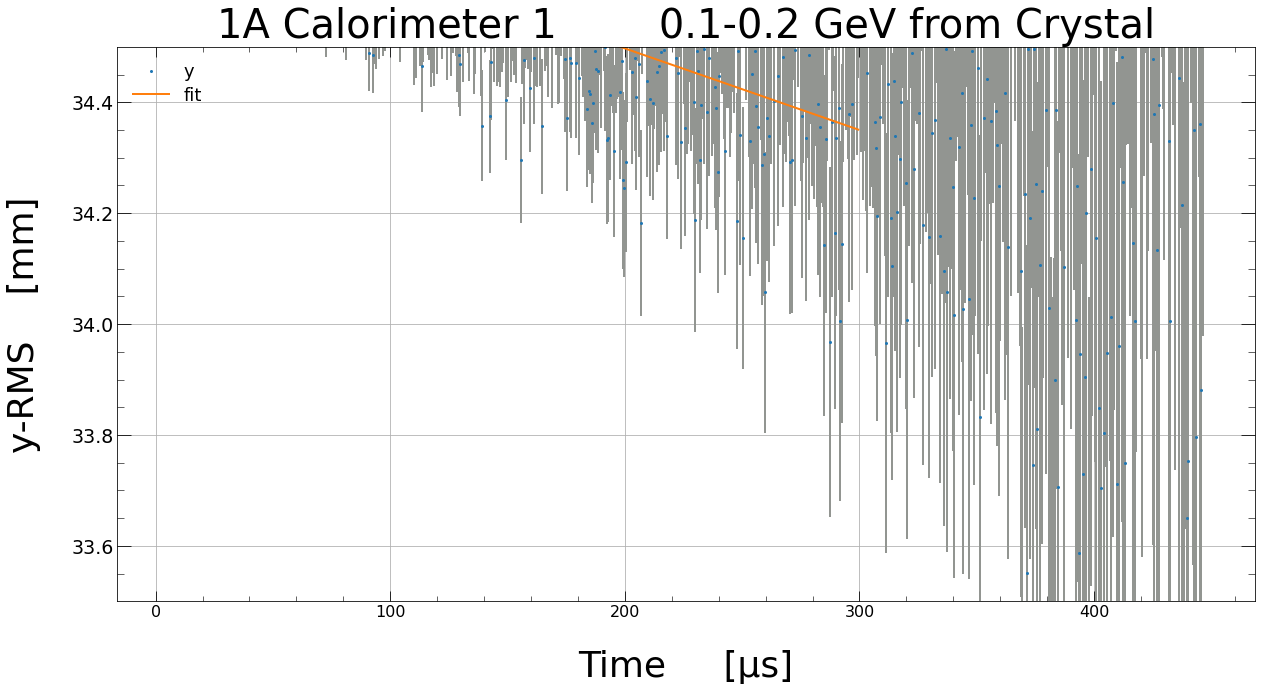 1A Calorimeter 1 0.1-0.2 GeV from Crystal
y
fit
34.4
34.2
34.0
33.8
33.6
y-RMS [mm]
0 100 200 300 400
Time [µs]